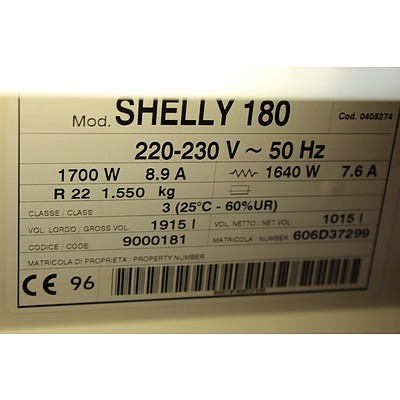 Mod. SHELLY 180 Cod. 0405274
220-230 V ~ 50 Hz
1700 W 8.9 A 1640 W 7.6 A
R 22 1.550 kg
CLASSE / CLASS 3 (25°C - 60%UR)
VOL. LORDO / GROSS VOL. 1915 l VOL. NETTO / NET VOL. 1015 l
CODICE / CODE 9000181 MATRICOLA / NUMBER 606D37299
MATRICOLA DI PROPRIETA'/ PROPERTY NUMBER
CE 96